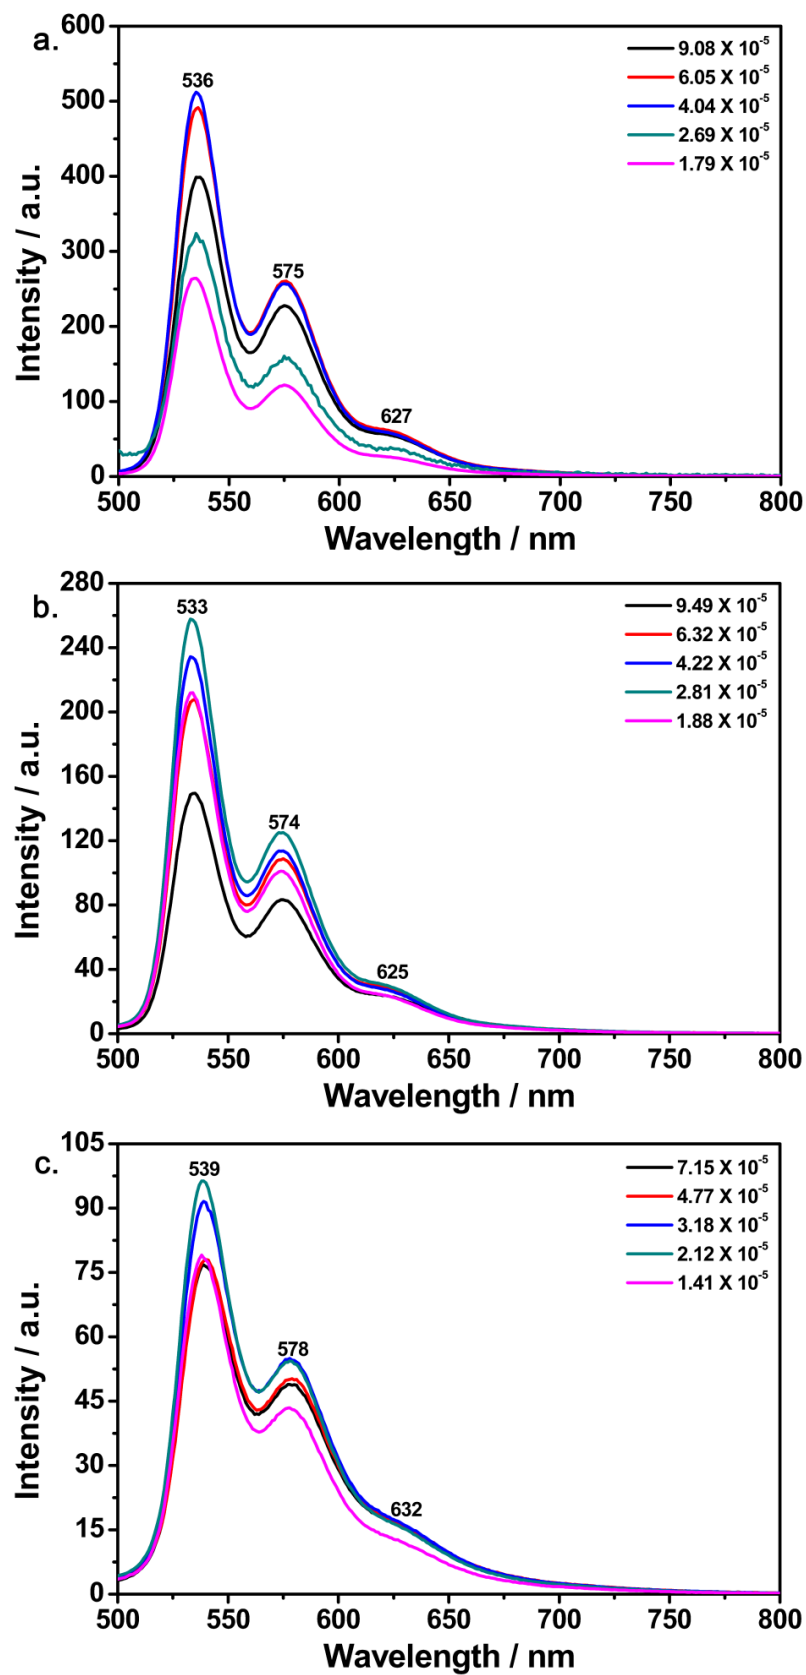 a.
600
500
400
300
200
100
0
Intensity / a.u.
536
575
627
9.08 X 10⁻⁵
6.05 X 10⁻⁵
4.04 X 10⁻⁵
2.69 X 10⁻⁵
1.79 X 10⁻⁵
500 550 600 650 700 750 800
Wavelength / nm
b.
280
240
200
160
120
80
40
0
Intensity / a.u.
533
574
625
9.49 X 10⁻⁵
6.32 X 10⁻⁵
4.22 X 10⁻⁵
2.81 X 10⁻⁵
1.88 X 10⁻⁵
500 550 600 650 700 750 800
Wavelength / nm
c.
105
90
75
60
45
30
15
0
Intensity / a.u.
539
578
632
7.15 X 10⁻⁵
4.77 X 10⁻⁵
3.18 X 10⁻⁵
2.12 X 10⁻⁵
1.41 X 10⁻⁵
500 550 600 650 700 750 800
Wavelength / nm